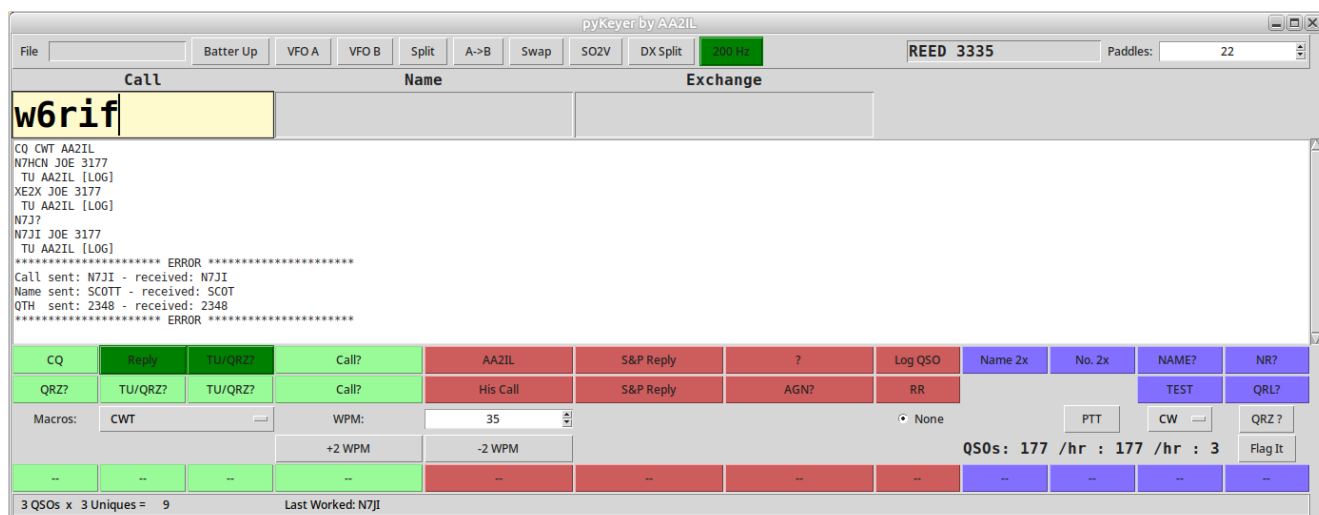 pyKeyer by AA2IL
File Batter Up VFO A VFO B Split A->B Swap SO2V DX Split 200 Hz REED 3335 Paddles: 22
Call Name Exchange
w6rif
CQ CWT AA2IL
N7HCN JOE 3177
TU AA2IL [LOG]
XE2X JOE 3177
TU AA2IL [LOG]
N7J?
N7JI JOE 3177
TU AA2IL [LOG]
********************** ERROR **********************
Call sent: N7JI - received: N7JI
Name sent: SCOTT - received: SCOT
QTH  sent: 2348 - received: 2348
********************** ERROR **********************
CQ Reply TU/QRZ? Call? AA2IL S&P Reply ? Log QSO Name 2x No. 2x NAME? NR?
QRZ? TU/QRZ? TU/QRZ? Call? His Call S&P Reply AGN? RR TEST QRL?
Macros: CWT WPM: 35 None PTT CW QRZ ?
+2 WPM -2 WPM QSOs: 177 /hr : 177 /hr : 3 Flag It
-- -- -- -- -- -- -- -- -- -- -- --
3 QSOs x 3 Uniques = 9 Last Worked: N7JI